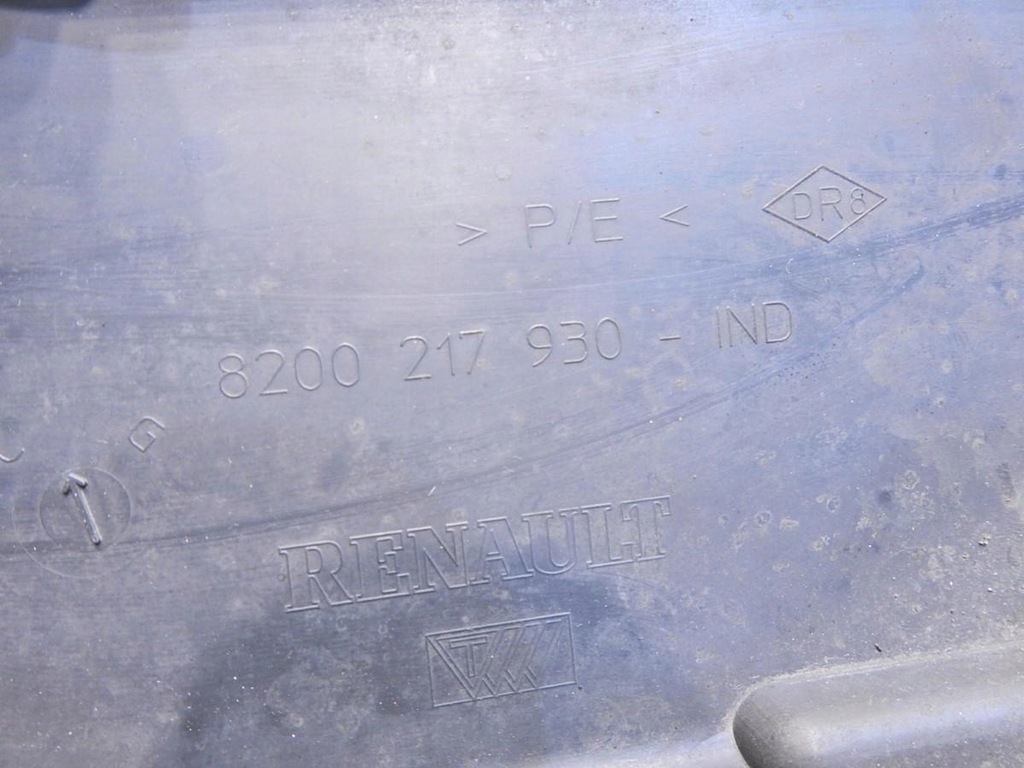 > P/E < DR8
8200 217 930 - IND
G
RENAULT
T